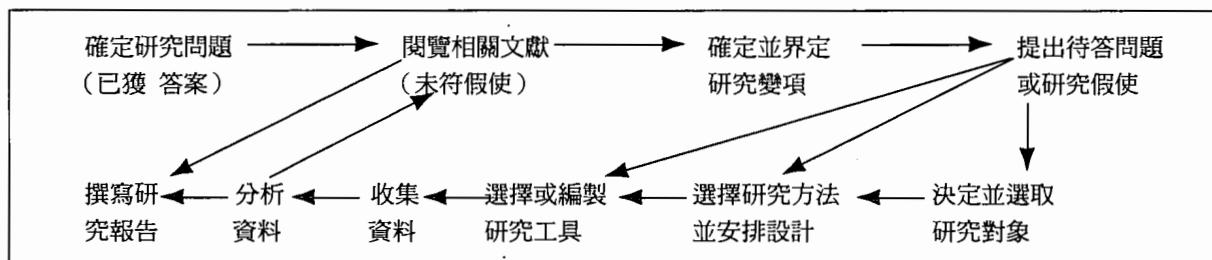 確定研究問題
（已獲 答案）
閱覽相關文獻
（未符假使）
確定並界定
研究變項
提出待答問題
或研究假使
撰寫研
究報告
分析
資料
收集
資料
選擇或編製
研究工具
選擇研究方法
並安排設計
決定並選取
研究對象